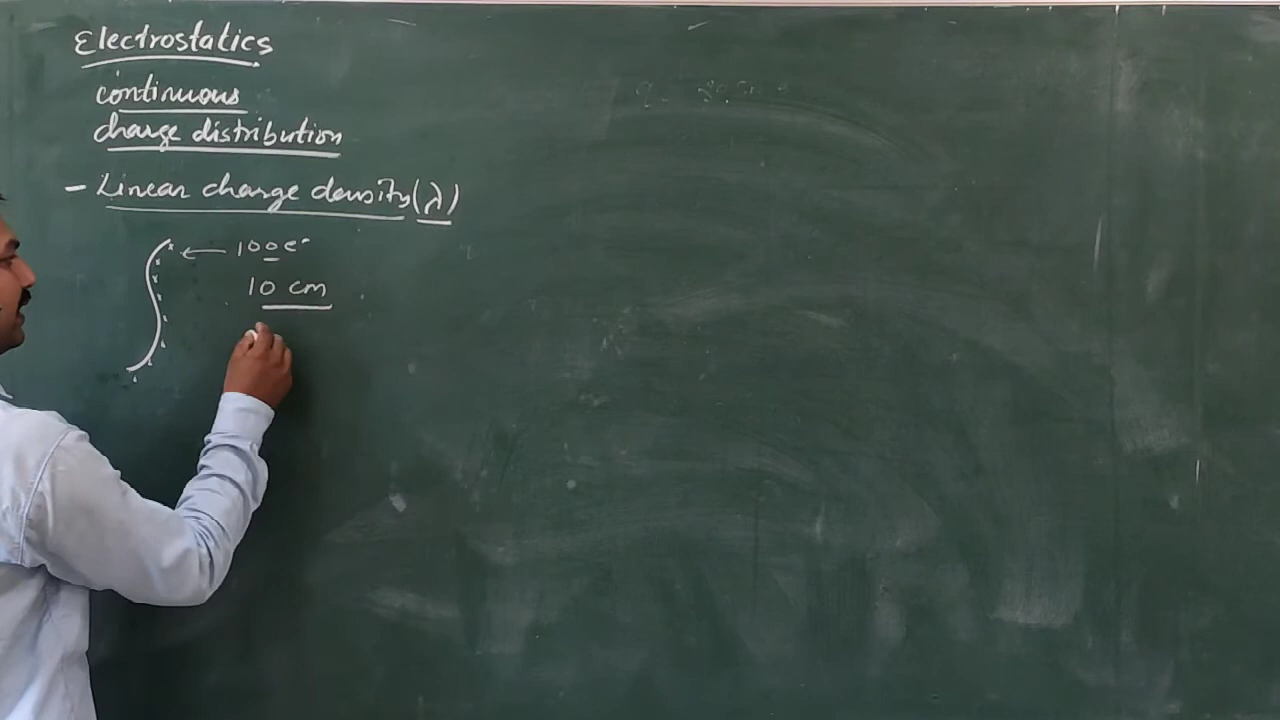 Electrostatics
continuous
charge distribution
- Linear charge density (λ)
100e⁻
10 cm